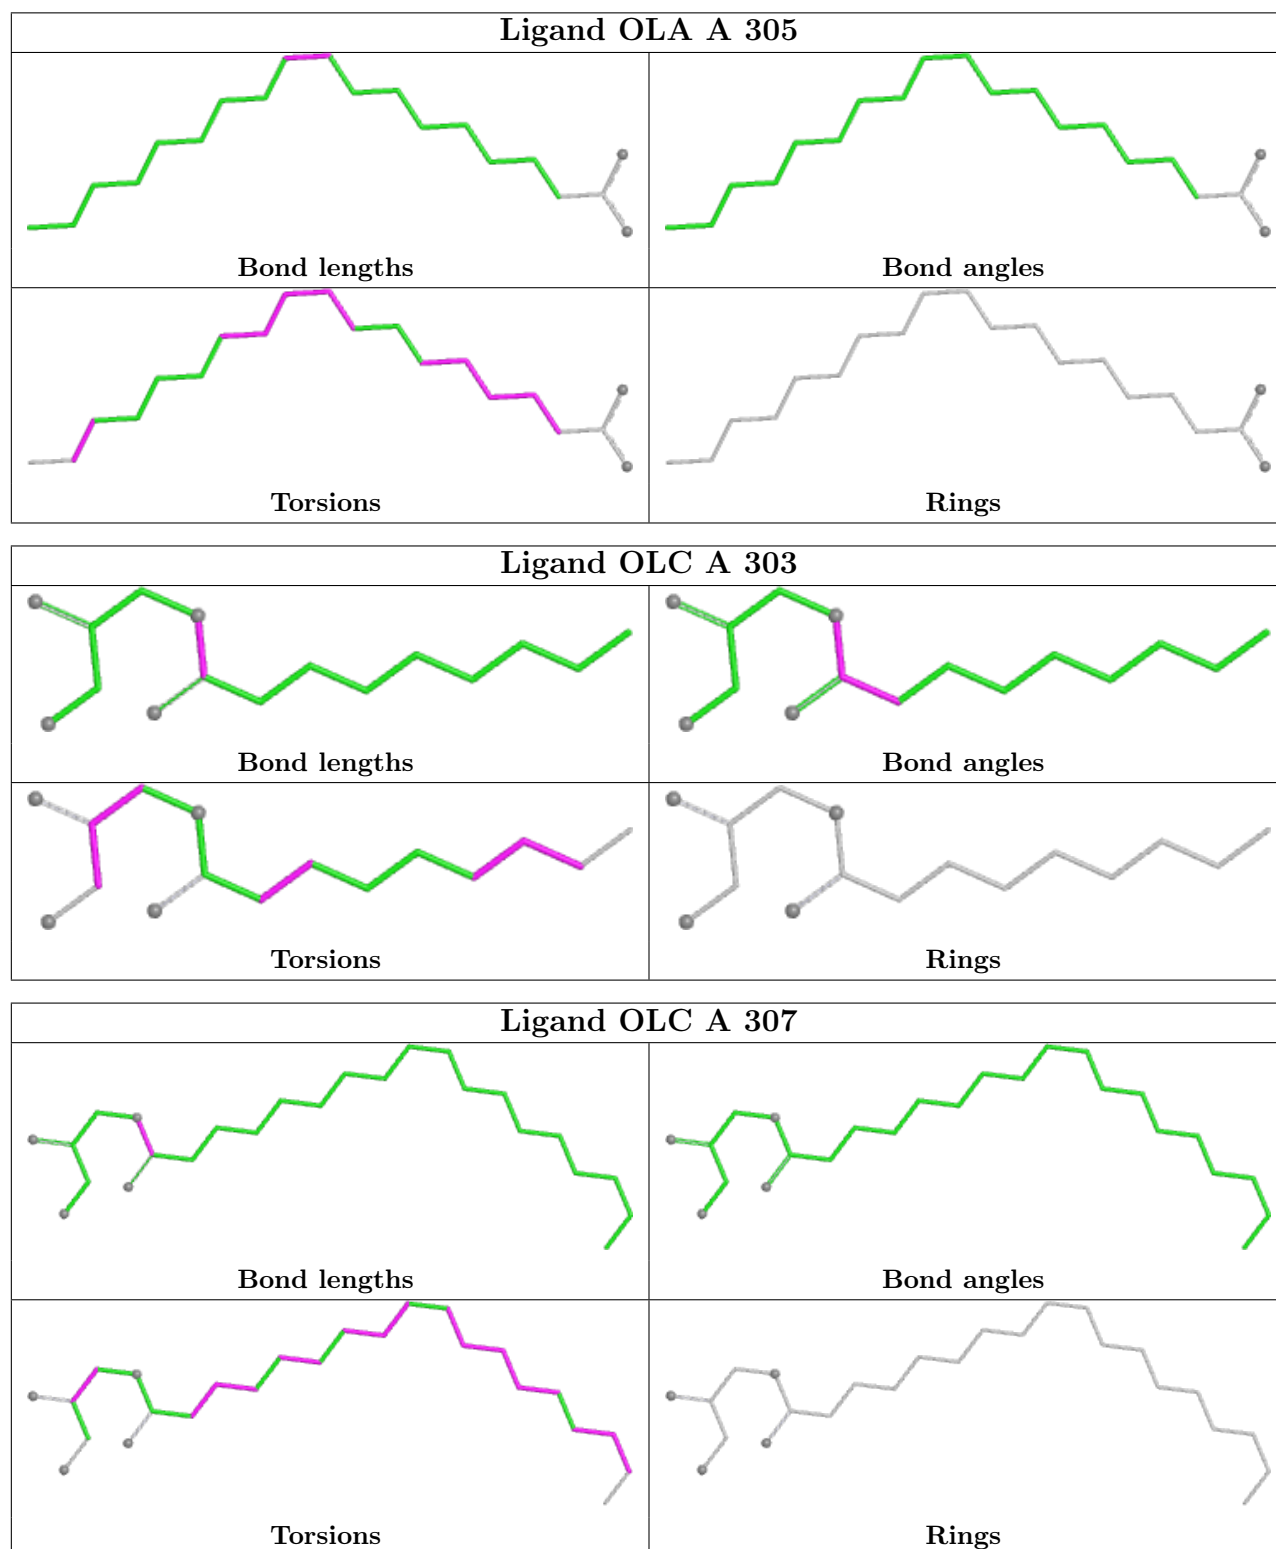 Ligand OLA A 305
Bond lengths
Bond angles
Torsions
Rings
Ligand OLC A 303
Bond lengths
Bond angles
Torsions
Rings
Ligand OLC A 307
Bond lengths
Bond angles
Torsions
Rings